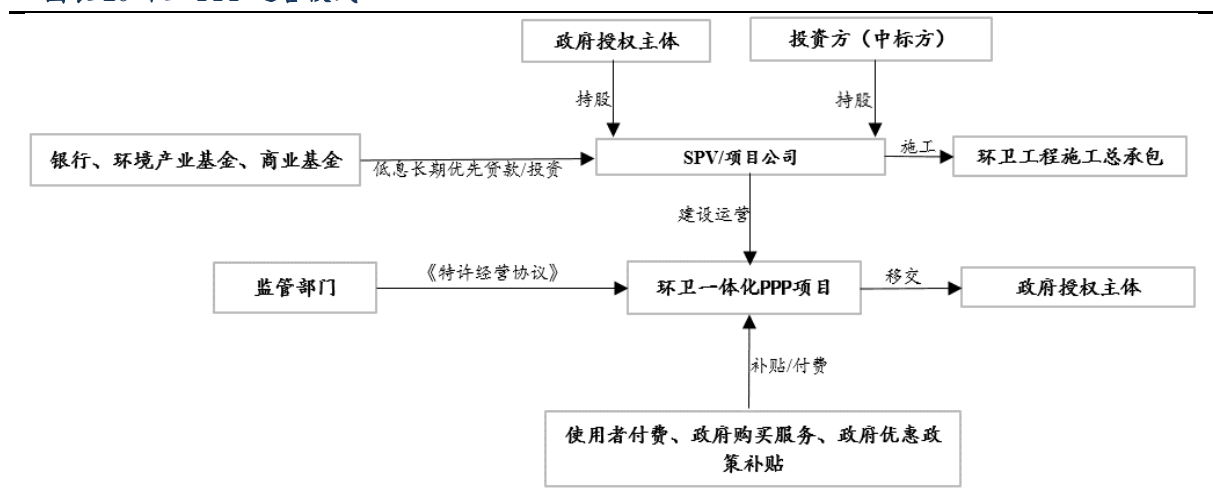 政府授权主体
投资方（中标方）
持股
持股
银行、环境产业基金、商业基金
低息长期优先贷款/投资
SPV/项目公司
施工
环卫工程施工总承包
建设运营
监管部门
《特许经营协议》
环卫一体化PPP项目
移交
政府授权主体
补贴/付费
使用者付费、政府购买服务、政府优惠政
策补贴